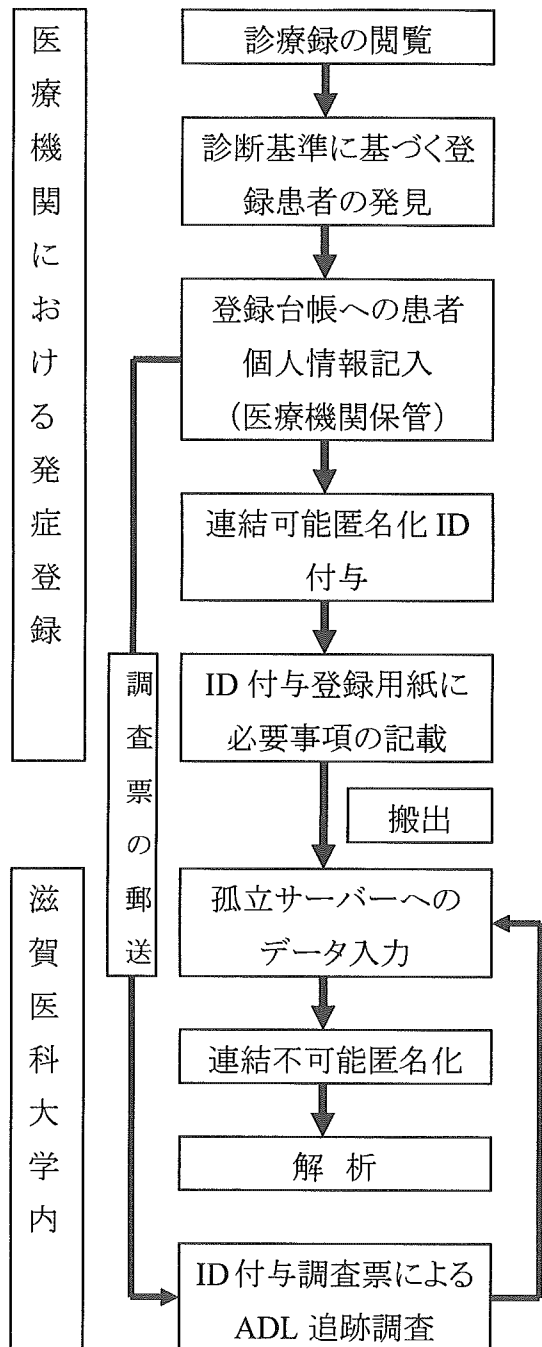 医療機関における発症登録
診療録の閲覧
診断基準に基づく登
録患者の発見
登録台帳への患者
個人情報記入
(医療機関保管)
連結可能匿名化 ID
付与
ID 付与登録用紙に
必要事項の記載
搬出
調査票の郵送
滋賀医科大学内
孤立サーバーへの
データ入力
連結不可能匿名化
解 析
ID 付与調査票による
ADL 追跡調査